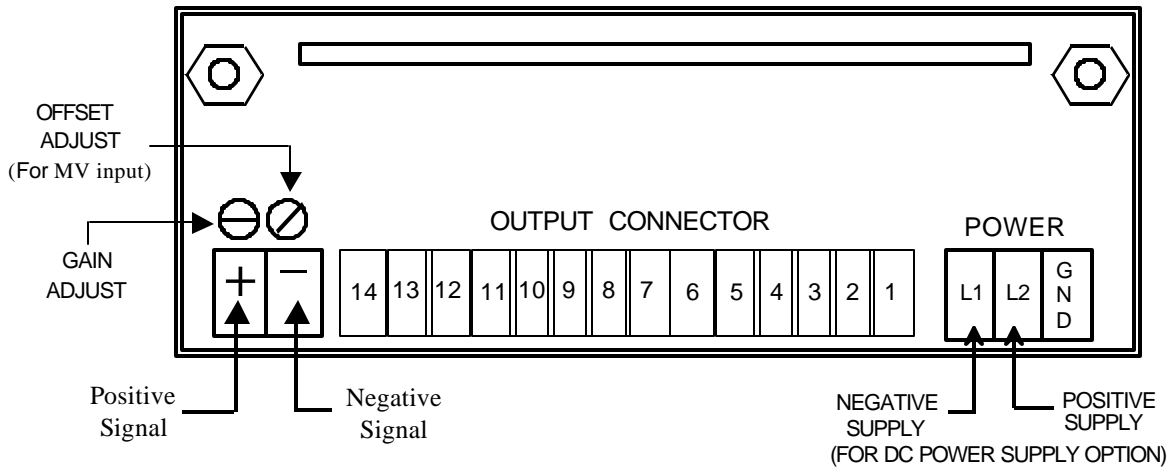 OFFSET
ADJUST
(For MV input)
GAIN
ADJUST
OUTPUT CONNECTOR
POWER
+ −
14 13 12 11 10 9 8 7 6 5 4 3 2 1
L1 L2 GND
Positive
Signal
Negative
Signal
NEGATIVE
SUPPLY
POSITIVE
SUPPLY
(FOR DC POWER SUPPLY OPTION)